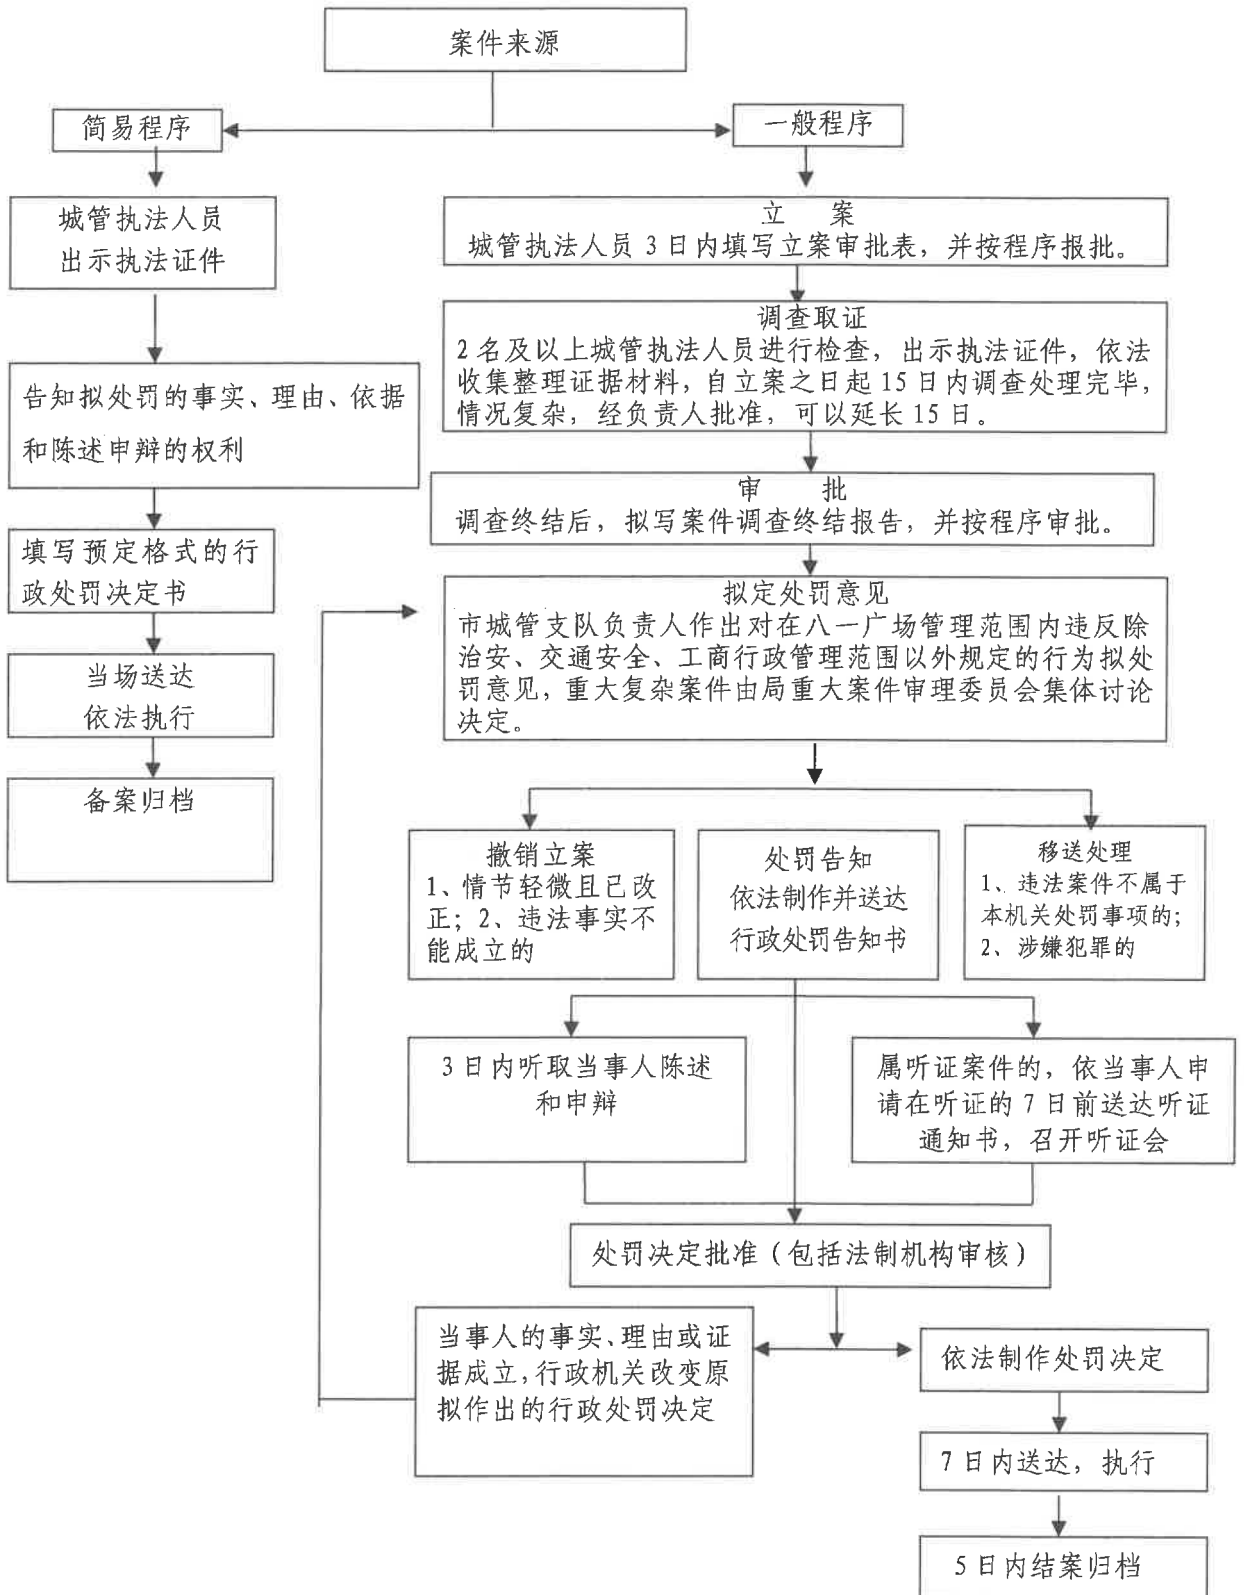 案件来源
简易程序
一般程序
城管执法人员
出示执法证件
告知拟处罚的事实、理由、依据
和陈述申辩的权利
填写预定格式的行
政处罚决定书
当场送达
依法执行
备案归档
立 案
城管执法人员 3 日内填写立案审批表，并按程序报批。
调查取证
2 名及以上城管执法人员进行检查，出示执法证件，依法
收集整理证据材料，自立案之日起 15 日内调查处理完毕，
情况复杂，经负责人批准，可以延长 15 日。
审 批
调查终结后，拟写案件调查终结报告，并按程序审批。
拟定处罚意见
市城管支队负责人作出对在八一广场管理范围内违反除
治安、交通安全、工商行政管理范围以外规定的行为拟处
罚意见，重大复杂案件由局重大案件审理委员会集体讨论
决定。
撤销立案
1、情节轻微且已改
正；2、违法事实不
能成立的
处罚告知
依法制作并送达
行政处罚告知书
移送处理
1、违法案件不属于
本机关处罚事项的；
2、涉嫌犯罪的
3 日内听取当事人陈述
和申辩
属听证案件的，依当事人申
请在听证的 7 日前送达听证
通知书，召开听证会
处罚决定批准（包括法制机构审核）
当事人的事实、理由或证
据成立，行政机关改变原
拟作出的行政处罚决定
依法制作处罚决定
7 日内送达，执行
5 日内结案归档